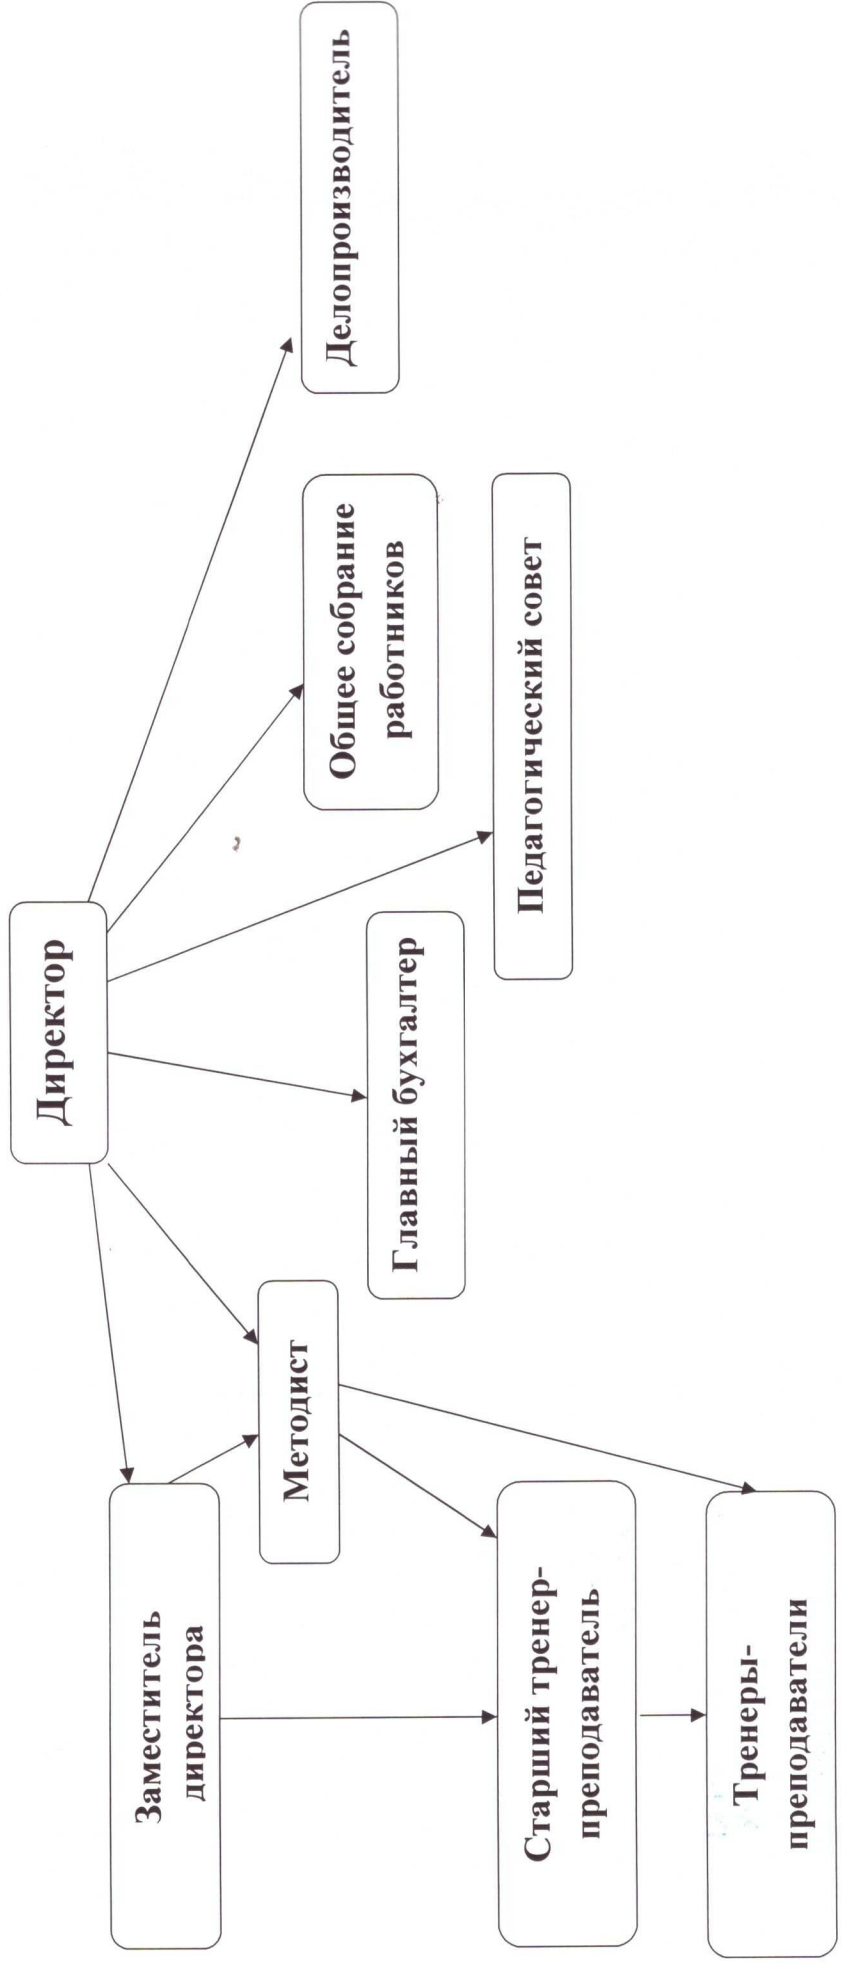 Директор
Заместитель
директора
Методист
Главный бухгалтер
Общее собрание
работников
Делопроизводитель
Педагогический совет
Старший тренер-
преподаватель
Тренеры-
преподаватели